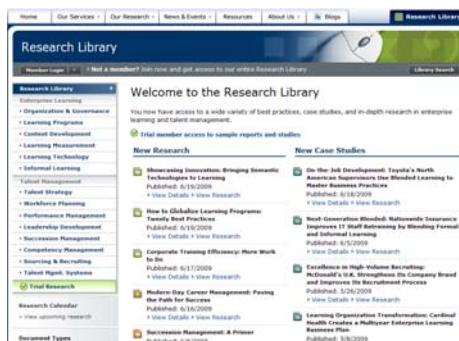 Home Our Services Our Research News & Events Resources About Us Blogs Research Library
Research Library
Member Login Not a member? Join now and get access to our entire Research Library Library Search
Research Library
Enterprise Learning
Organization & Governance
Learning Programs
Content Development
Learning Measurement
Learning Technology
Informal Learning
Talent Management
Talent Strategy
Workforce Planning
Performance Management
Leadership Development
Succession Management
Competency Management
Sourcing & Recruiting
Talent Mgmt. Systems
Trial Research
Research Calendar
View upcoming research
Document Types
Welcome to the Research Library
You now have access to a wide variety of best practices, case studies, and in-depth research in enterprise
learning and talent management.
Trial member access to sample reports and studies
New Research
Showcasing Innovation: Bringing Semantic
Technologies to Learning
Published: 6/19/2009
View Details View Research
How to Globalize Learning Programs:
Twenty Best Practices
Published: 6/19/2009
View Details View Research
Corporate Training Efficiency: More Work
to Do
Published: 6/17/2009
View Details View Research
Modern-Day Career Management: Paving
the Path for Success
Published: 6/16/2009
View Details View Research
Succession Management: A Primer
New Case Studies
On-the-Job Development: Toyota's North
American Supervisors Use Blended Learning to
Master Business Practices
Published: 6/18/2009
View Details View Research
Next-Generation Blended: Nationwide Insurance
Improves IT Staff Retraining by Blending Formal
and Informal Learning
Published: 6/5/2009
View Details View Research
Excellence in High-Volume Recruiting:
McDonald's U.K. Strengthens Its Company Brand
and Improves Its Recruitment Process
Published: 5/26/2009
View Details View Research
Learning Organization Transformation: Cardinal
Health Creates a Multiyear Enterprise Learning
Business Plan
Published: 5/8/2009